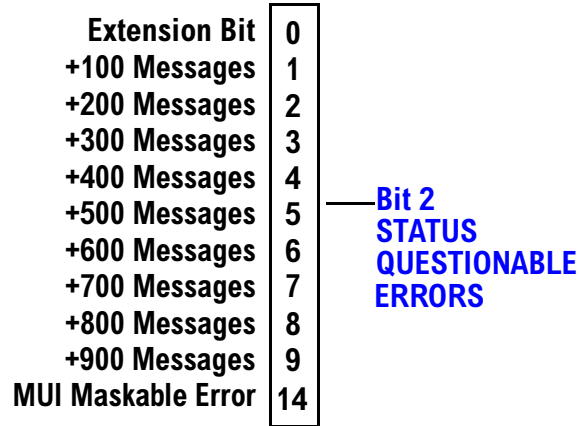 Extension Bit 0
+100 Messages 1
+200 Messages 2
+300 Messages 3
+400 Messages 4
+500 Messages 5
+600 Messages 6
+700 Messages 7
+800 Messages 8
+900 Messages 9
MUI Maskable Error 14
Bit 2
STATUS
QUESTIONABLE
ERRORS